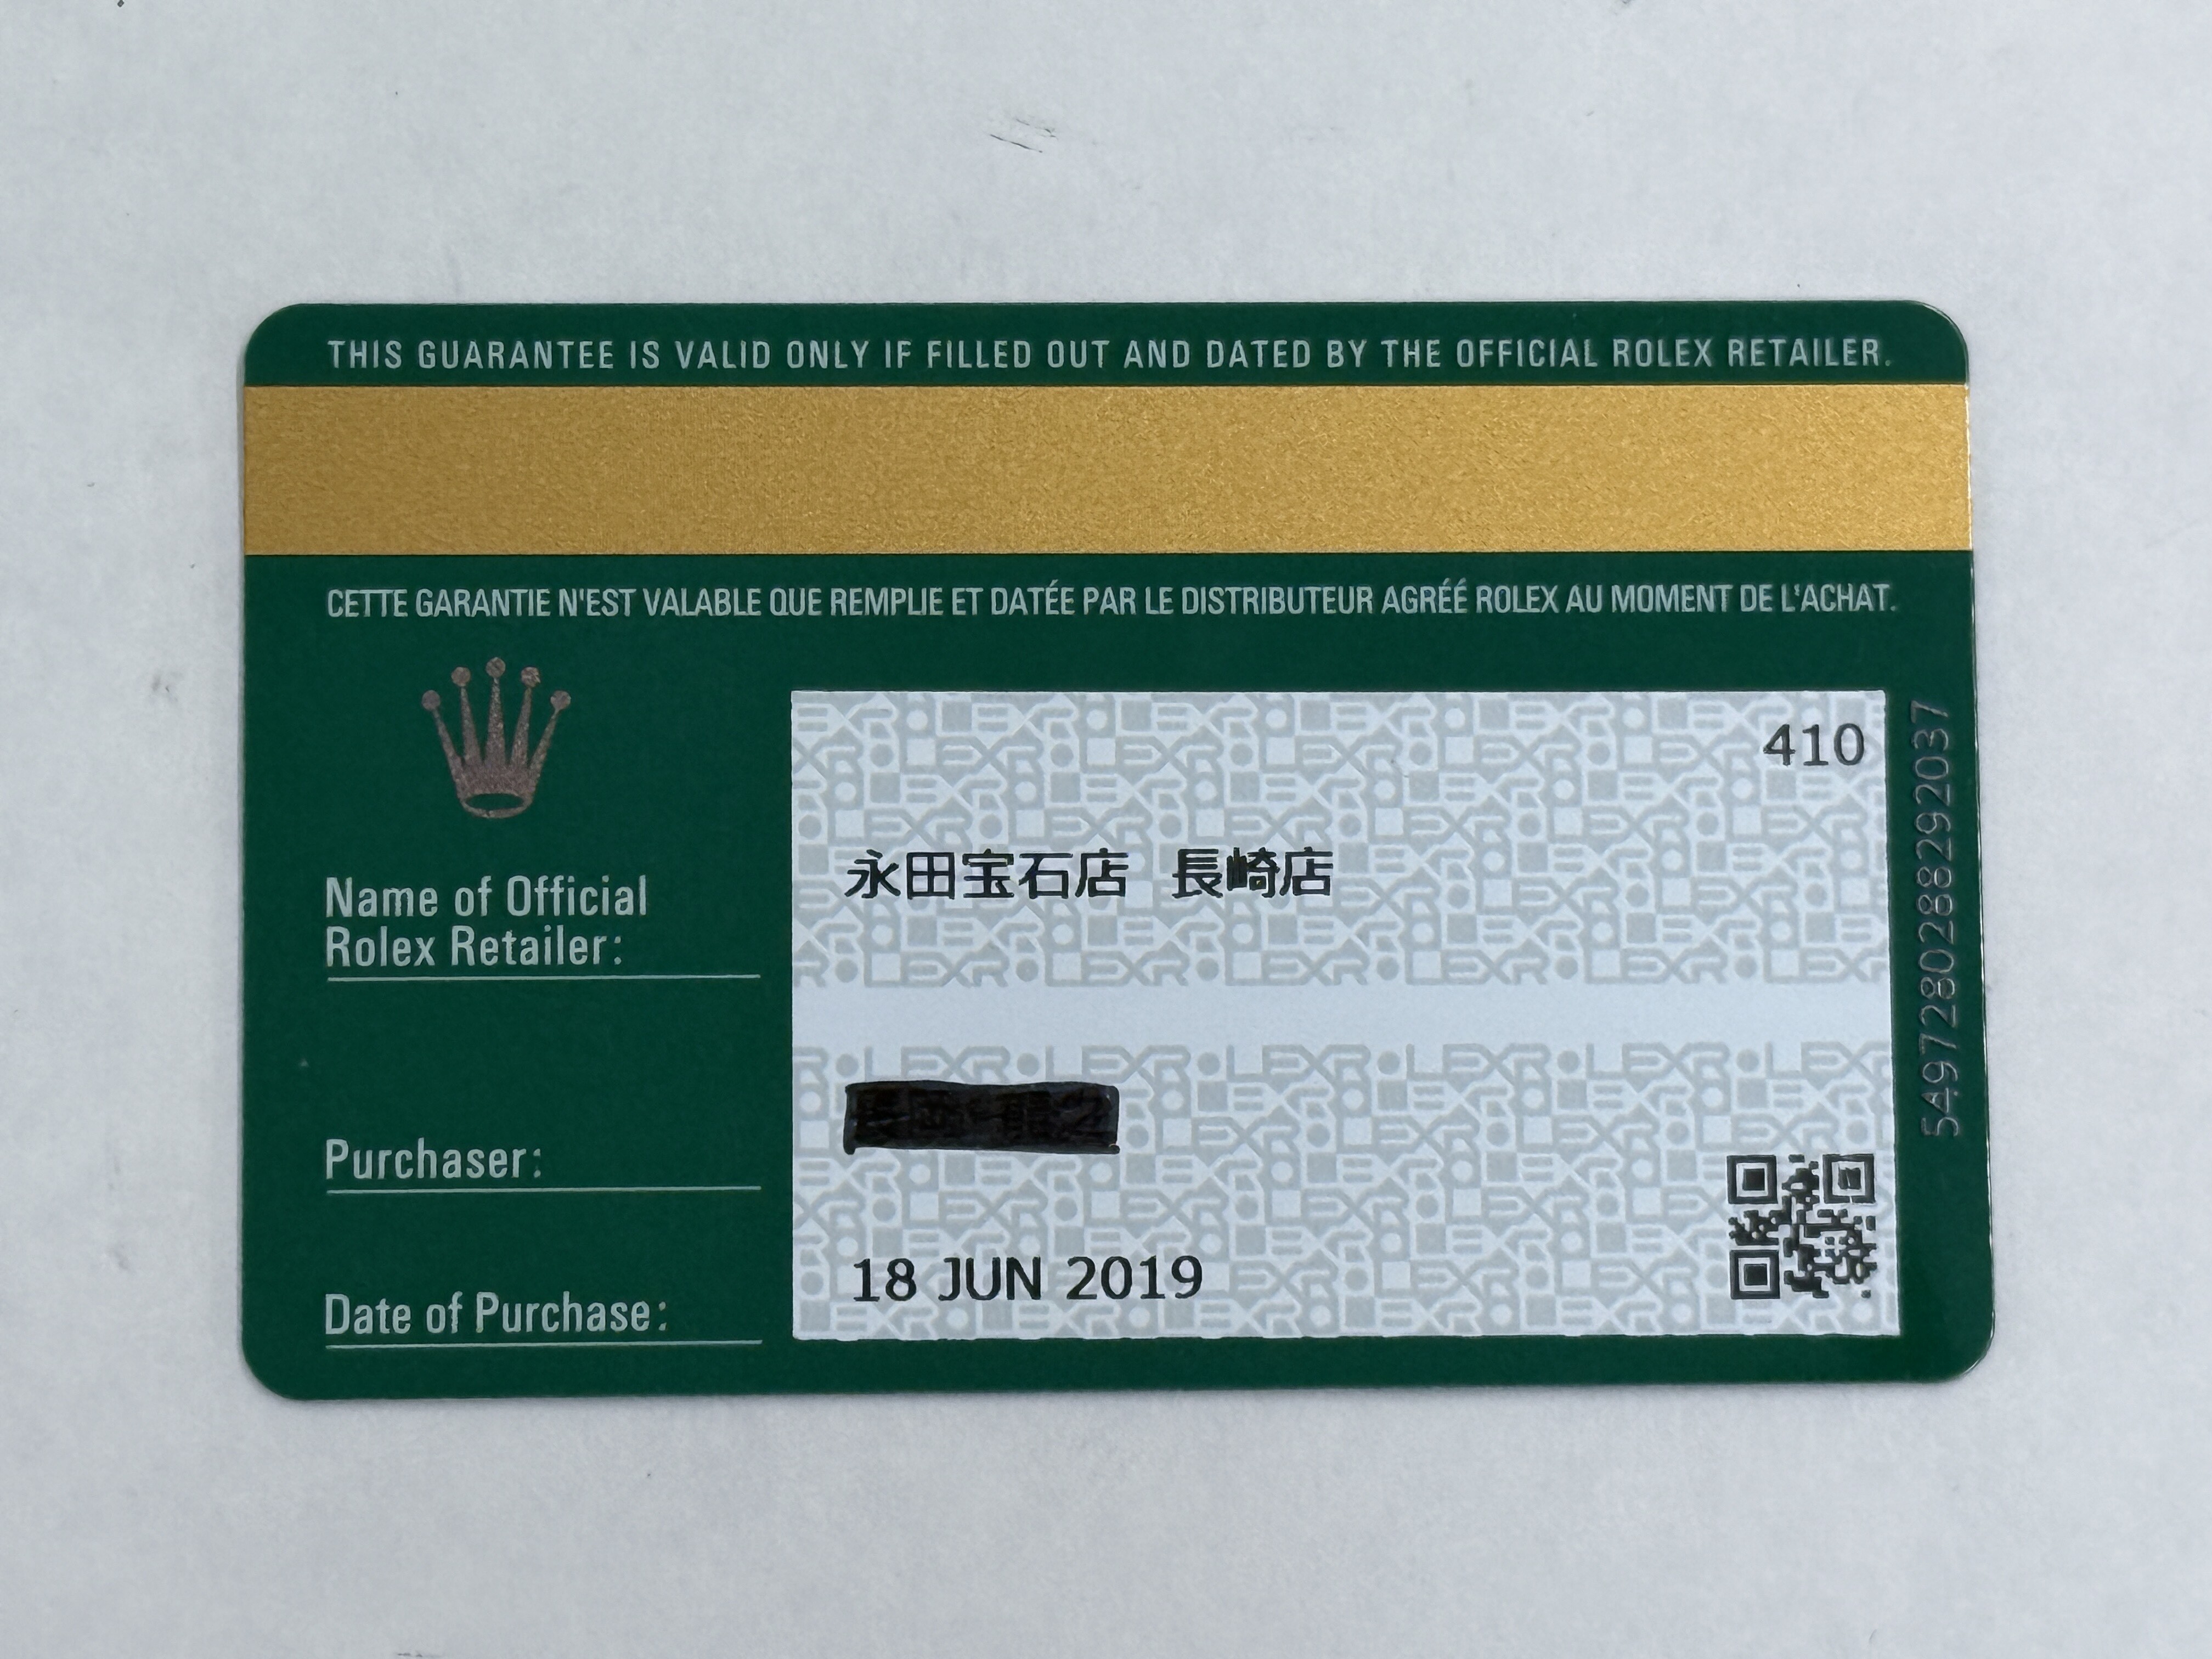 THIS GUARANTEE IS VALID ONLY IF FILLED OUT AND DATED BY THE OFFICIAL ROLEX RETAILER.
CETTE GARANTIE N'EST VALABLE QUE REMPLIE ET DATÉE PAR LE DISTRIBUTEUR AGRÉÉ ROLEX AU MOMENT DE L'ACHAT.
410
Name of Official
Rolex Retailer:
永田宝石店 長崎店
Purchaser:
Date of Purchase:
18 JUN 2019
5497280288292037